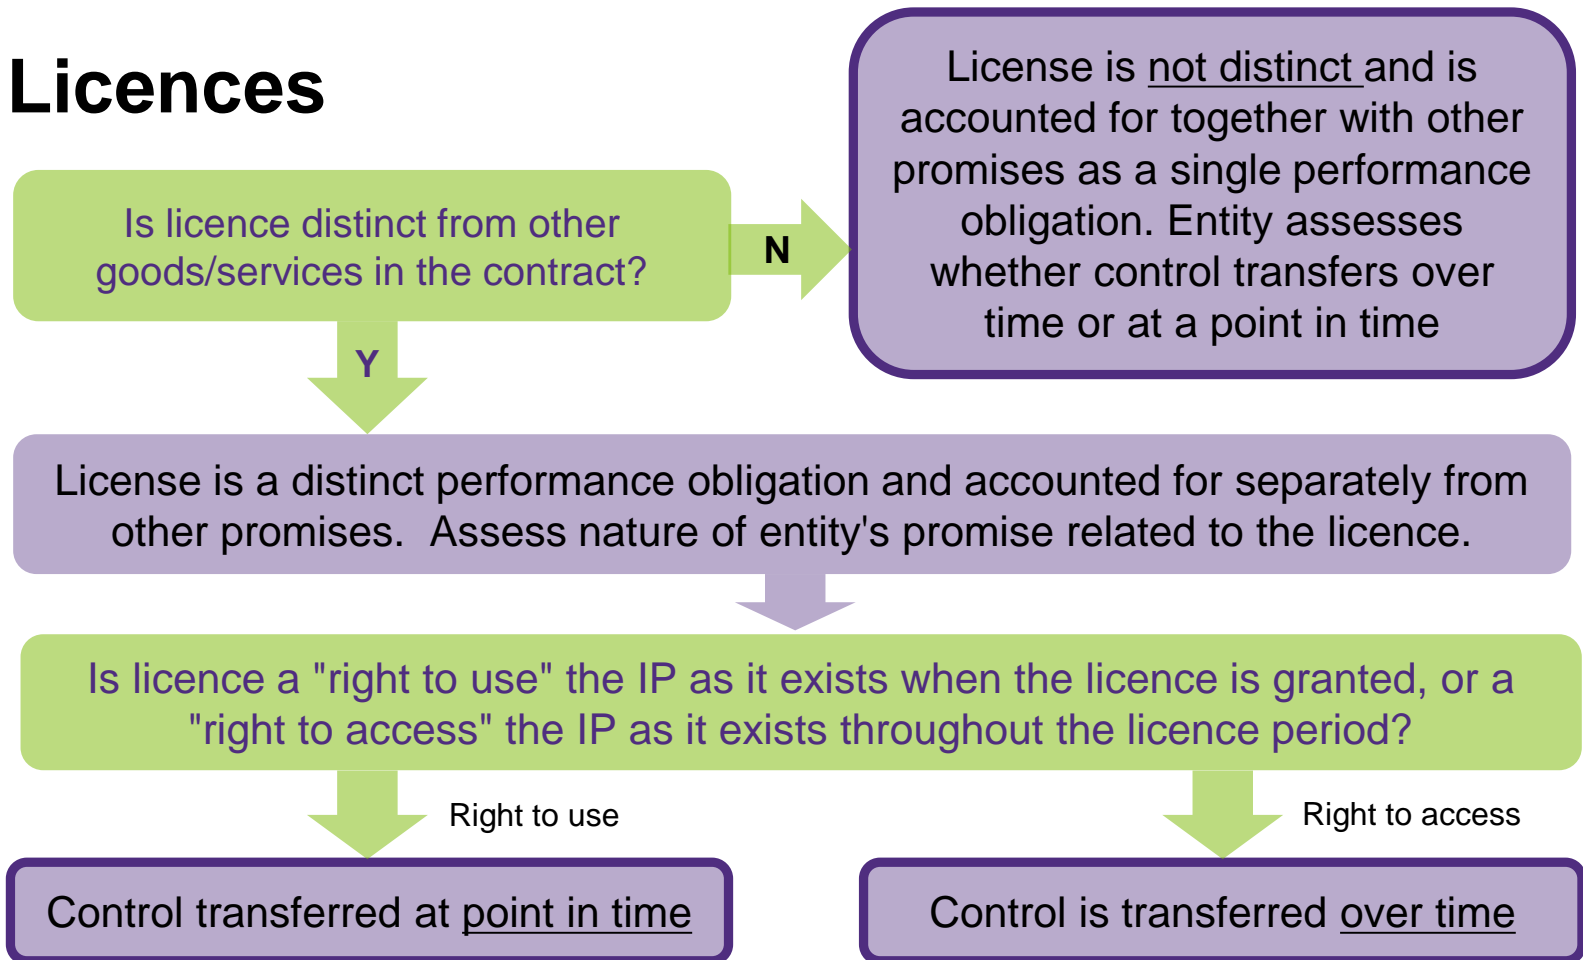 Licences
License is not distinct and is
accounted for together with other
promises as a single performance
obligation. Entity assesses
whether control transfers over
time or at a point in time
Is licence distinct from other
goods/services in the contract?
N
Y
License is a distinct performance obligation and accounted for separately from
other promises.  Assess nature of entity's promise related to the licence.
Is licence a "right to use" the IP as it exists when the licence is granted, or a
"right to access" the IP as it exists throughout the licence period?
Right to use
Right to access
Control transferred at point in time
Control is transferred over time